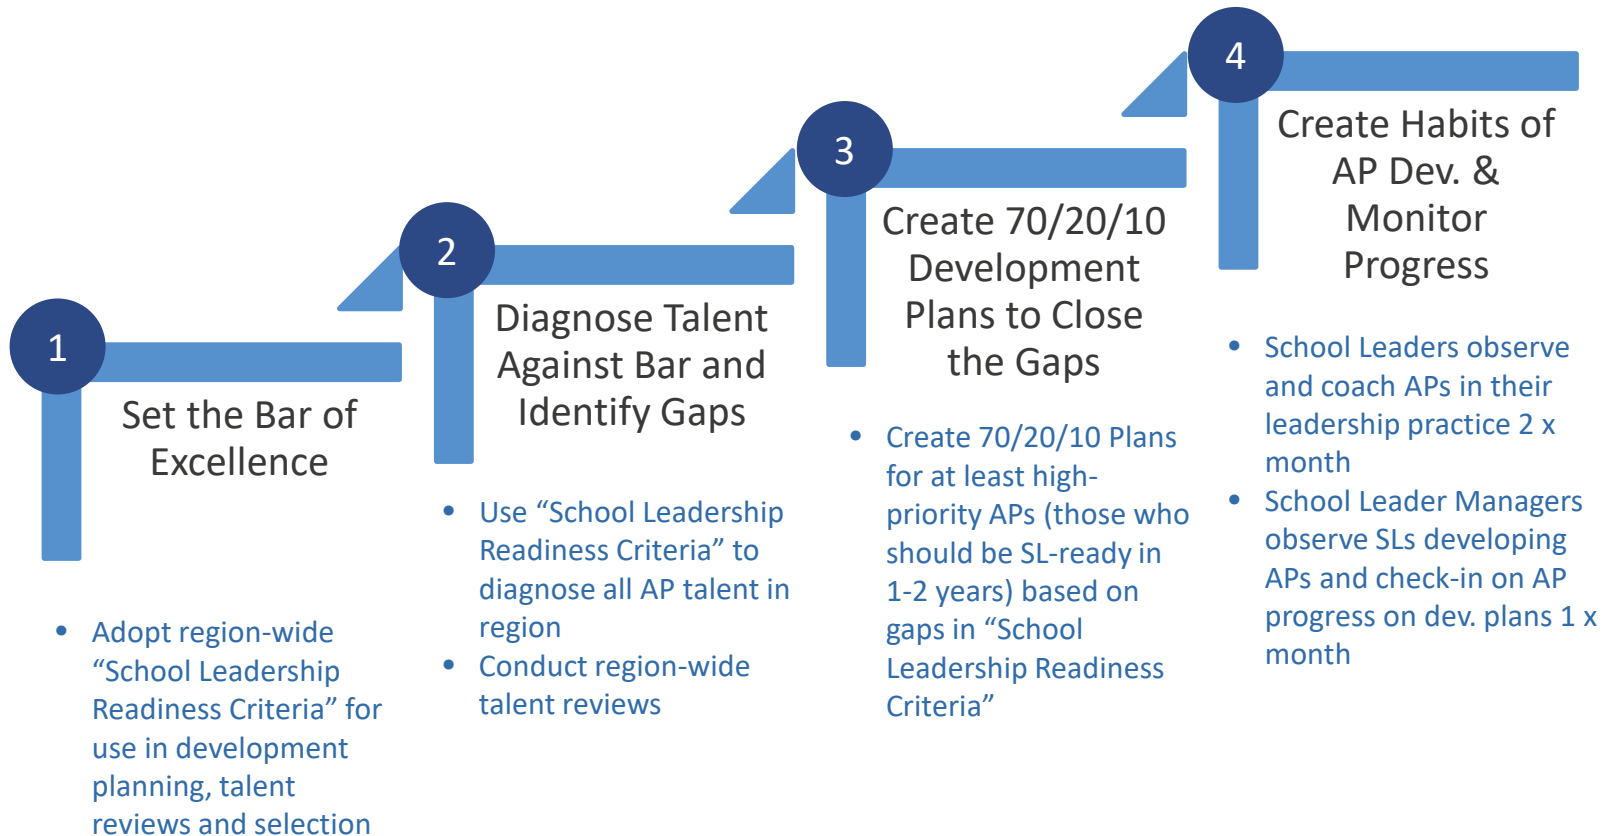 1
Set the Bar of
Excellence
• Adopt region-wide
“School Leadership
Readiness Criteria” for
use in development
planning, talent
reviews and selection
2
Diagnose Talent
Against Bar and
Identify Gaps
• Use “School Leadership
Readiness Criteria” to
diagnose all AP talent in
region
• Conduct region-wide
talent reviews
3
Create 70/20/10
Development
Plans to Close
the Gaps
• Create 70/20/10 Plans
for at least high-
priority APs (those who
should be SL-ready in
1-2 years) based on
gaps in “School
Leadership Readiness
Criteria”
4
Create Habits of
AP Dev. &
Monitor
Progress
• School Leaders observe
and coach APs in their
leadership practice 2 x
month
• School Leader Managers
observe SLs developing
APs and check-in on AP
progress on dev. plans 1 x
month